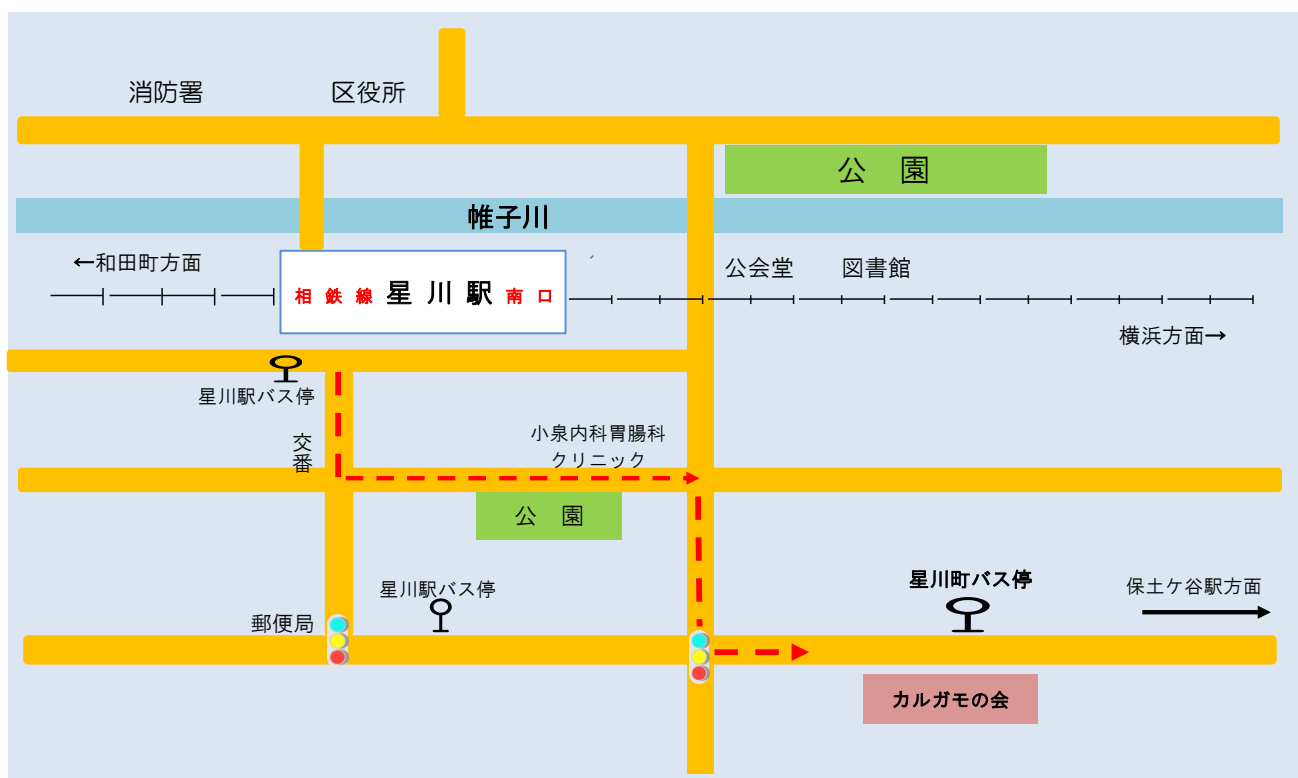 消防署
区役所
公 園
帷子川
←和田町方面
相 鉄 線 星 川 駅 南 口
公会堂
図書館
横浜方面→
星川駅バス停
交番
小泉内科胃腸科
クリニック
公 園
星川駅バス停
星川町バス停
保土ケ谷駅方面
郵便局
カルガモの会